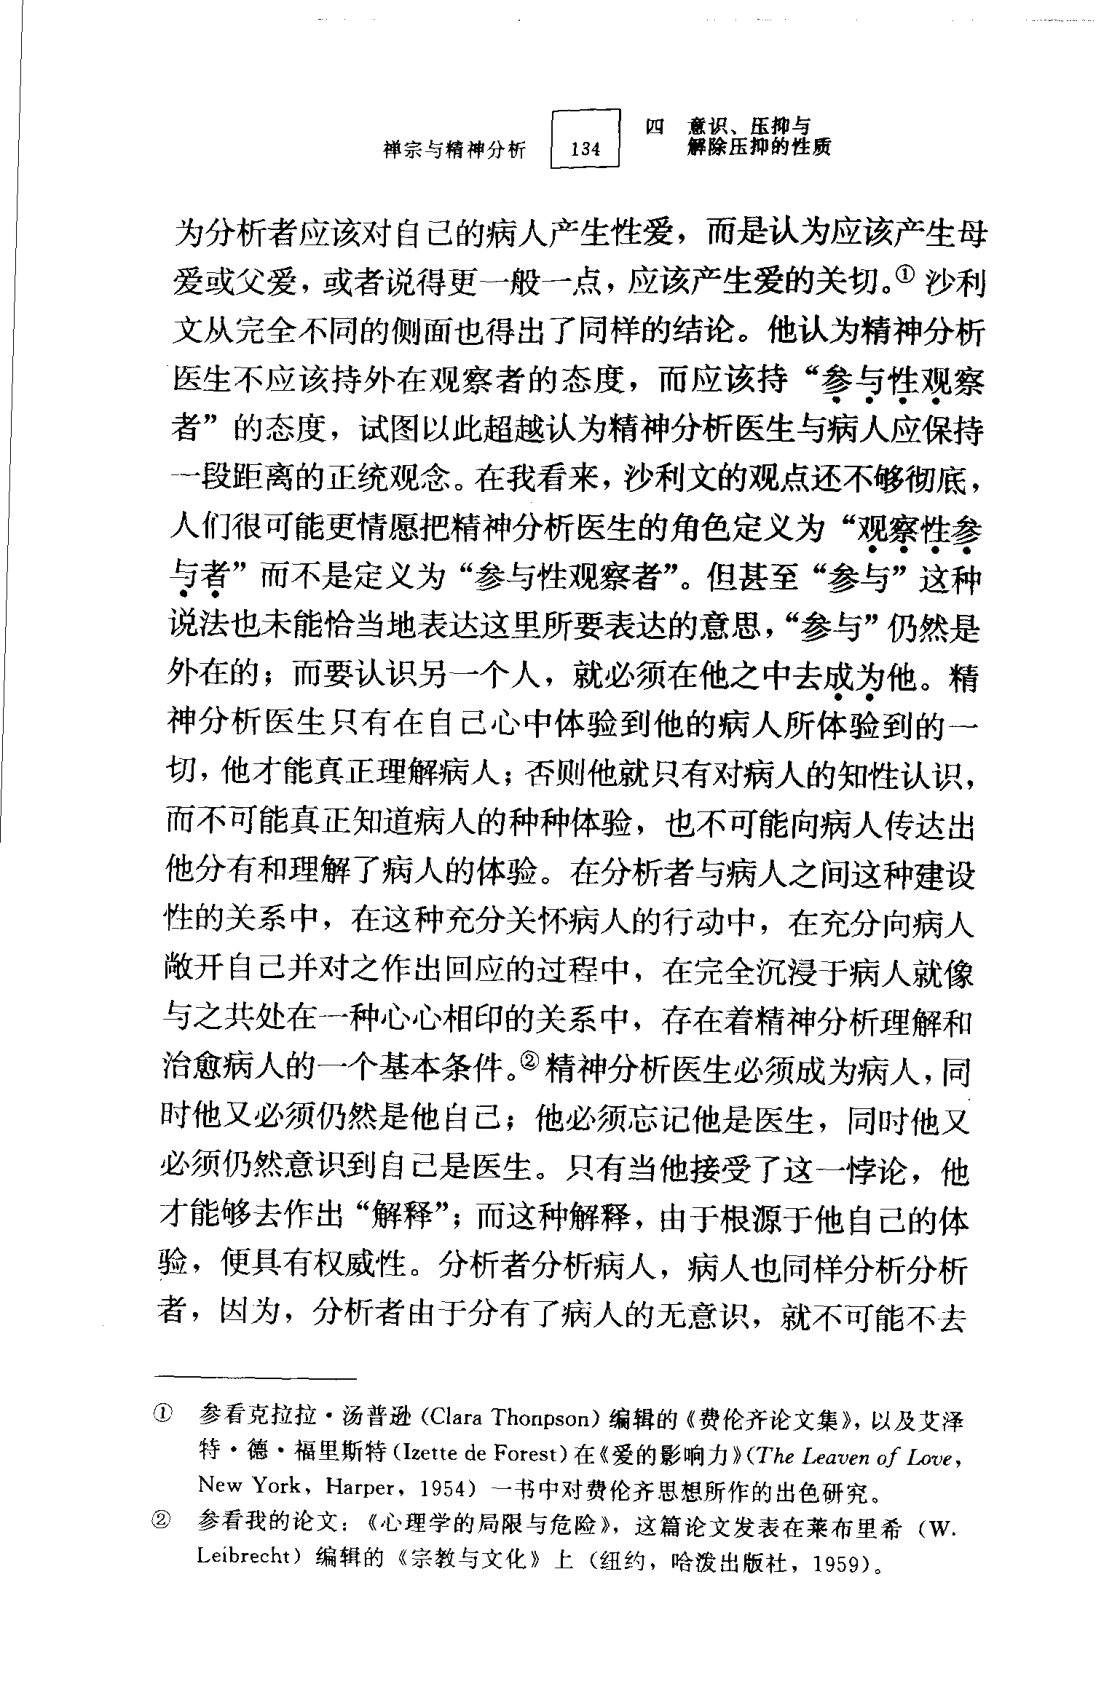 禅宗与精神分析
134
四 意识、压抑与
解除压抑的性质
为分析者应该对自己的病人产生性爱，而是认为应该产生母
爱或父爱，或者说得更一般一点，应该产生爱的关切。①沙利
文从完全不同的侧面也得出了同样的结论。他认为精神分析
医生不应该持外在观察者的态度，而应该持“参与性观察
者”的态度，试图以此超越认为精神分析医生与病人应保持
一段距离的正统观念。在我看来，沙利文的观点还不够彻底，
人们很可能更情愿把精神分析医生的角色定义为“观察性参
与者”而不是定义为“参与性观察者”。但甚至“参与”这种
说法也未能恰当地表达这里所要表达的意思，“参与”仍然是
外在的；而要认识另一个人，就必须在他之中去成为他。精
神分析医生只有在自己心中体验到他的病人所体验到的一
切，他才能真正理解病人；否则他就只有对病人的知性认识，
而不可能真正知道病人的种种体验，也不可能向病人传达出
他分有和理解了病人的体验。在分析者与病人之间这种建设
性的关系中，在这种充分关怀病人的行动中，在充分向病人
敞开自己并对之作出回应的过程中，在完全沉浸于病人就像
与之共处在一种心心相印的关系中，存在着精神分析理解和
治愈病人的一个基本条件。②精神分析医生必须成为病人，同
时他又必须仍然是他自己；他必须忘记他是医生，同时他又
必须仍然意识到自己是医生。只有当他接受了这一悖论，他
才能够去作出“解释”；而这种解释，由于根源于他自己的体
验，便具有权威性。分析者分析病人，病人也同样分析分析
者，因为，分析者由于分有了病人的无意识，就不可能不去
① 参看克拉拉·汤普逊（Clara Thonpson）编辑的《费伦齐论文集》，以及艾泽
特·德·福里斯特（Izette de Forest）在《爱的影响力》（The Leaven of Love，
New York，Harper，1954）一书中对费伦齐思想所作的出色研究。
② 参看我的论文：《心理学的局限与危险》，这篇论文发表在莱布里希（W.
Leibrecht）编辑的《宗教与文化》上（纽约，哈泼出版社，1959）。